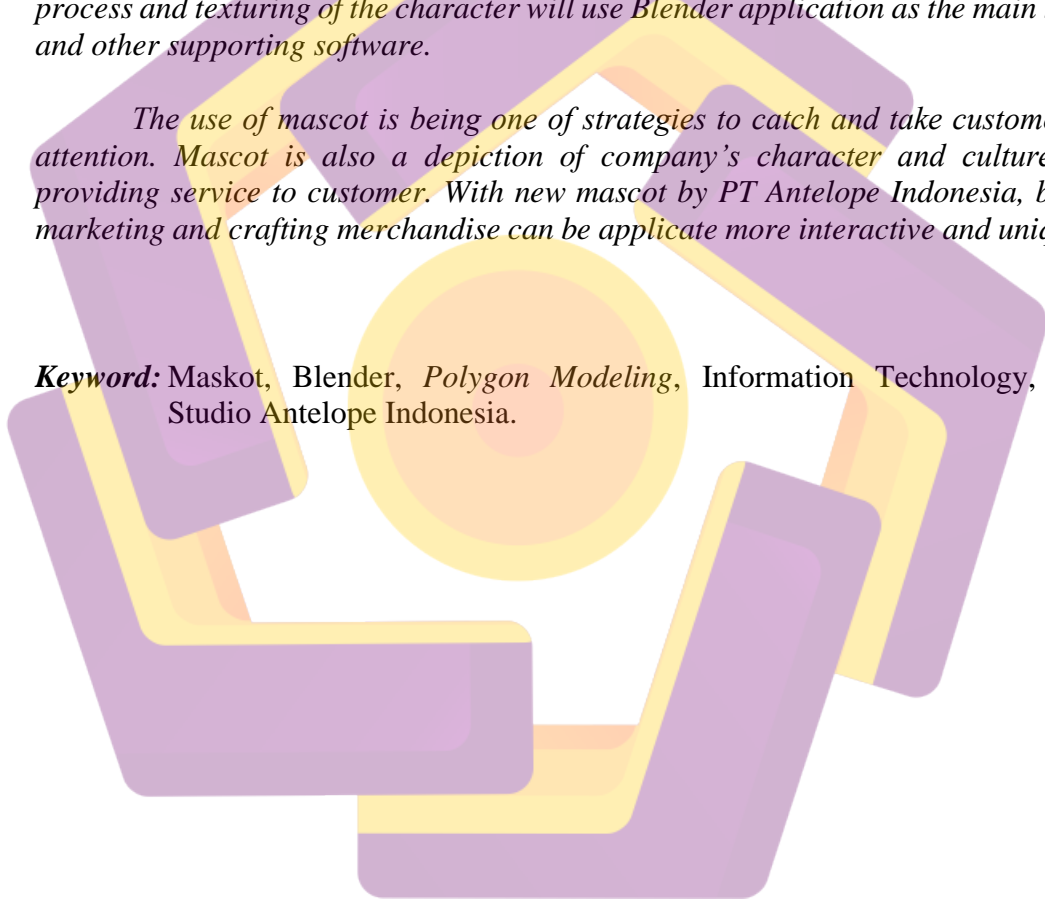 process and texturing of the character will use Blender application as the main
and other supporting software.
The use of mascot is being one of strategies to catch and take
attention. Mascot is also a depiction of company's character and culture
providing service to customer. With new mascot by PT Antelope Indonesia,
marketing and crafting merchandise can be applicate more interactive and
Keyword: Maskot, Blender, Polygon Modeling, Information Technology,
Studio Antelope Indonesia.